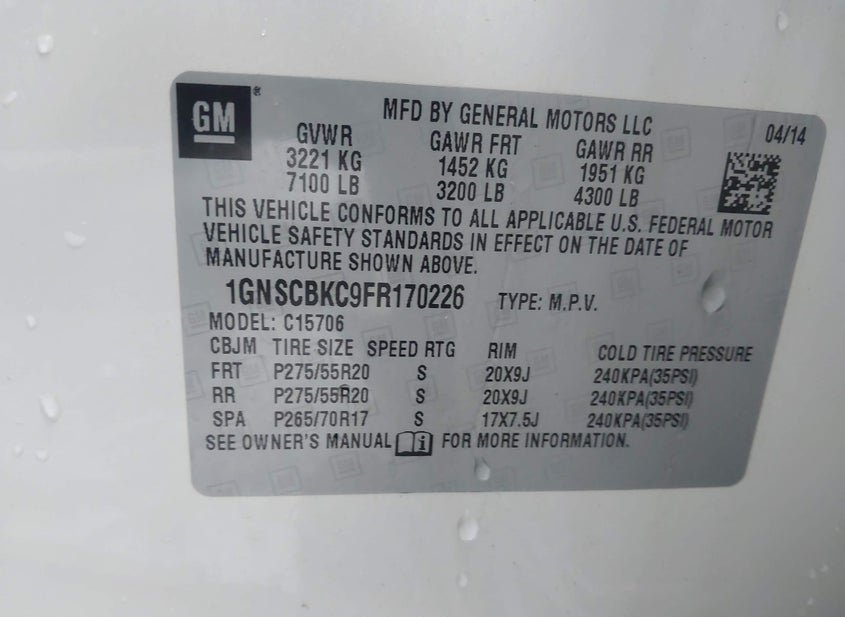 GM ®
MFD BY GENERAL MOTORS LLC 04/14
GVWR GAWR FRT GAWR RR
3221 KG 1452 KG 1951 KG
7100 LB 3200 LB 4300 LB
THIS VEHICLE CONFORMS TO ALL APPLICABLE U.S. FEDERAL MOTOR
VEHICLE SAFETY STANDARDS IN EFFECT ON THE DATE OF
MANUFACTURE SHOWN ABOVE.
1GNSCBKC9FR170226 TYPE: M.P.V.
MODEL: C15706
CBJM TIRE SIZE SPEED RTG RIM COLD TIRE PRESSURE
FRT P275/55R20 S 20X9J 240KPA(35PSI)
RR P275/55R20 S 20X9J 240KPA(35PSI)
SPA P265/70R17 S 17X7.5J 240KPA(35PSI)
SEE OWNER'S MANUAL FOR MORE INFORMATION.